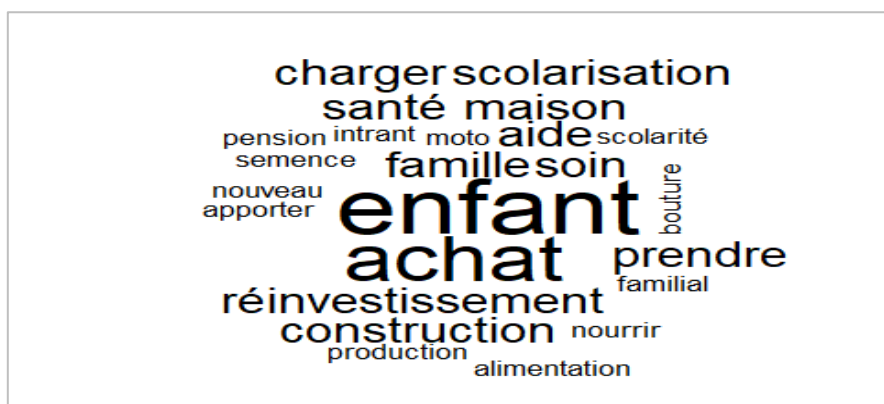 charger scolarisation
santé maison
pension intrant moto aide scolarité
semence famille soin
bouture
nouveau
apporter enfant
achat prendre
familial
réinvestissement
construction nourrir
production
alimentation